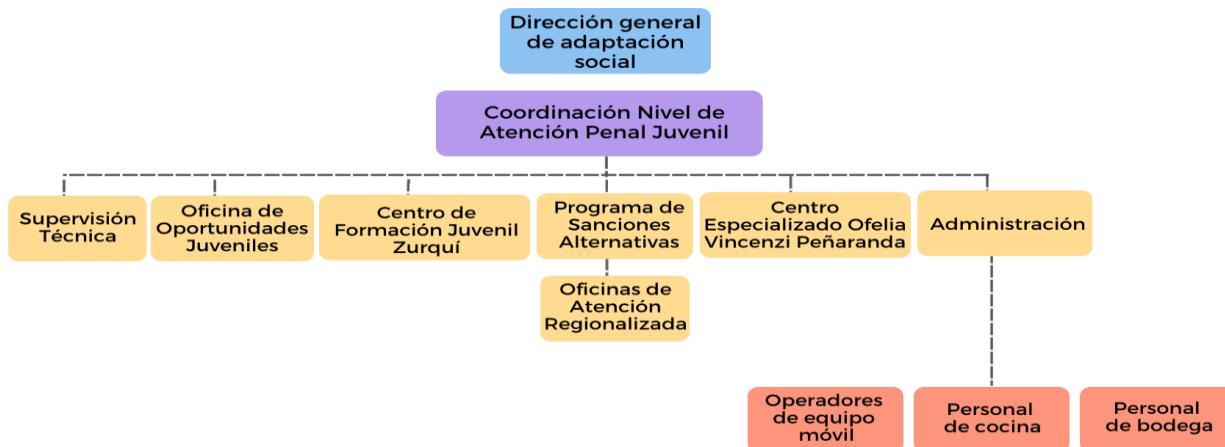 Dirección general
de adaptación
social
Coordinación Nivel de
Atención Penal Juvenil
Supervisión
Técnica
Oficina de
Oportunidades
Juveniles
Centro de
Formación Juvenil
Zurquí
Programa de
Sanciones
Alternativas
Centro
Especializado Ofelia
Vincenzi Peñaranda
Administración
Oficinas de
Atención
Regionalizada
Operadores
de equipo
móvil
Personal
de cocina
Personal
de bodega